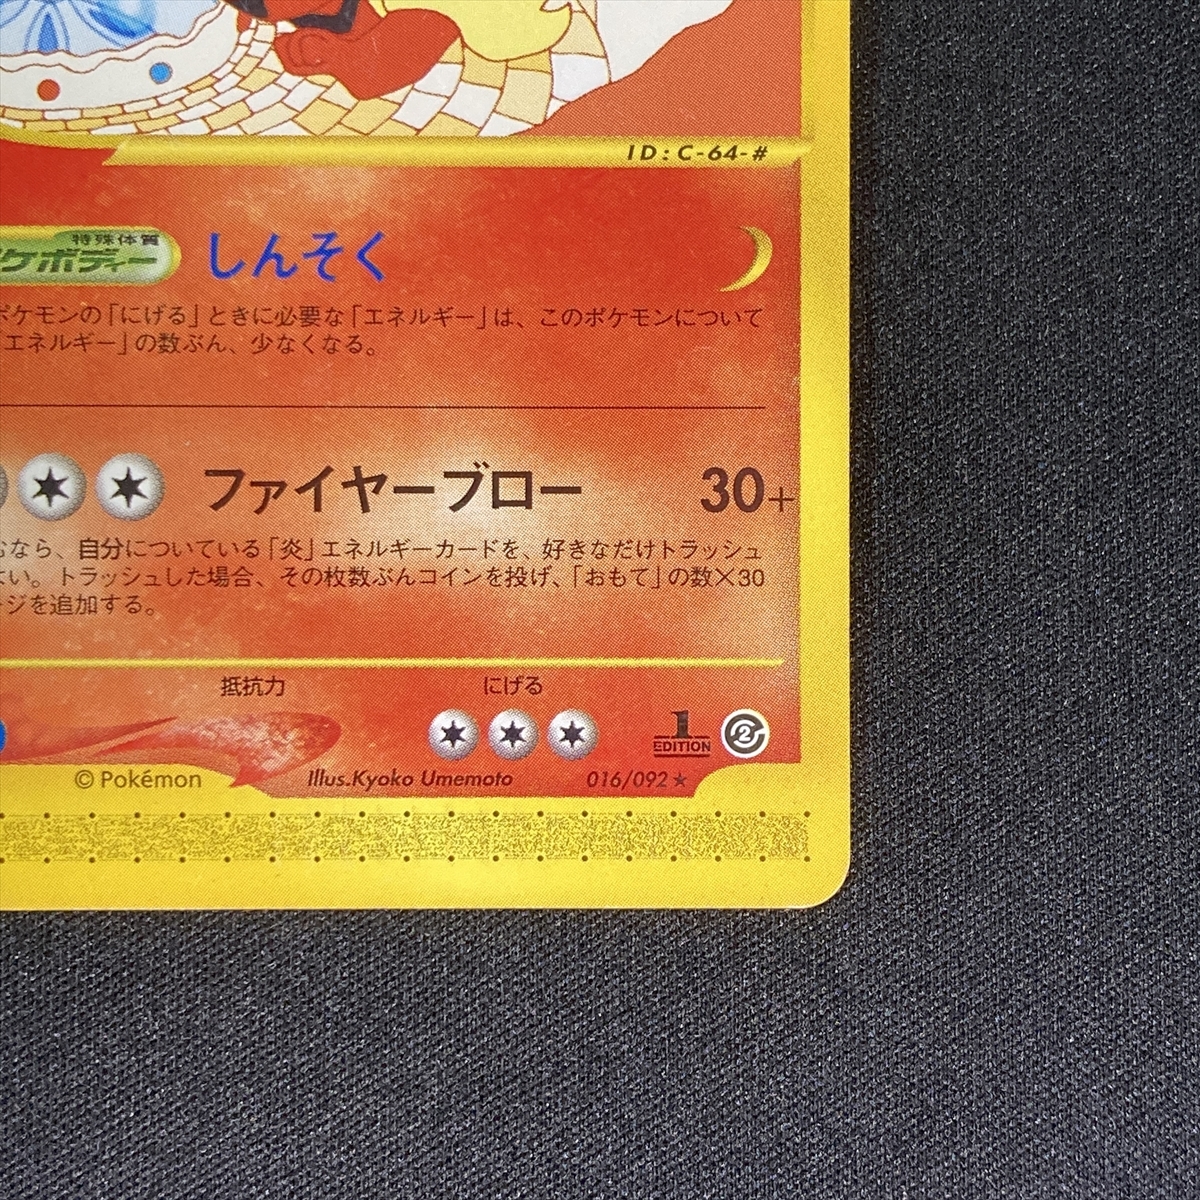 ID:C-64-#
特殊体質
ケボディー
しんそく
ポケモンの「にげる」ときに必要な「エネルギー」は、このポケモンについて
エネルギー」の数ぶん、少なくなる。
ファイヤーブロー 30+
なら、自分についている「炎」エネルギーカードを、好きなだけトラッシュ
い。トラッシュした場合、その枚数ぶんコインを投げ、「おもて」の数×30
ジを追加する。
抵抗力 にげる
1
EDITION
2
© Pokémon Illus.Kyoko Umemoto 016/092 ★